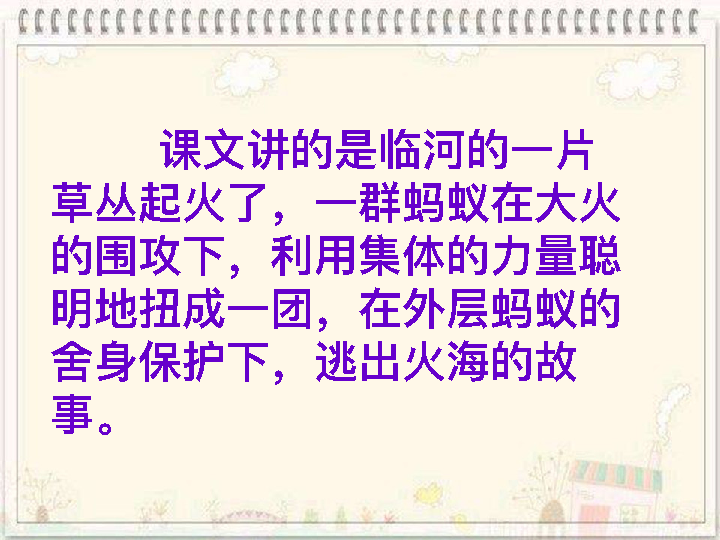 课文讲的是临河的一片
草丛起火了，一群蚂蚁在大火
的围攻下，利用集体的力量聪
明地扭成一团，在外层蚂蚁的
舍身保护下，逃出火海的故
事。